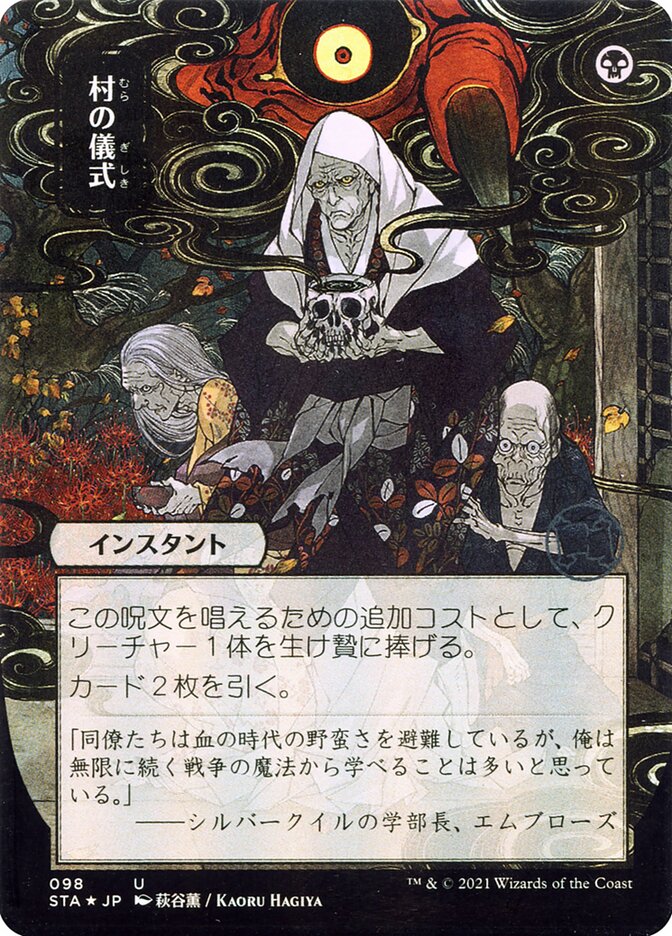 村の儀式
むら
ぎしき
インスタント
この呪文を唱えるための追加コストとして、ク
リーチャー1体を生け贄に捧げる。
カード2枚を引く。
「同僚たちは血の時代の野蛮さを避難しているが、俺は
無限に続く戦争の魔法から学べることは多いと思って
いる。」
──シルバークイルの学部長、エムブローズ
098 U
STA ★ JP 萩谷薫 / KAORU HAGIYA
™ & © 2021 Wizards of the Coast